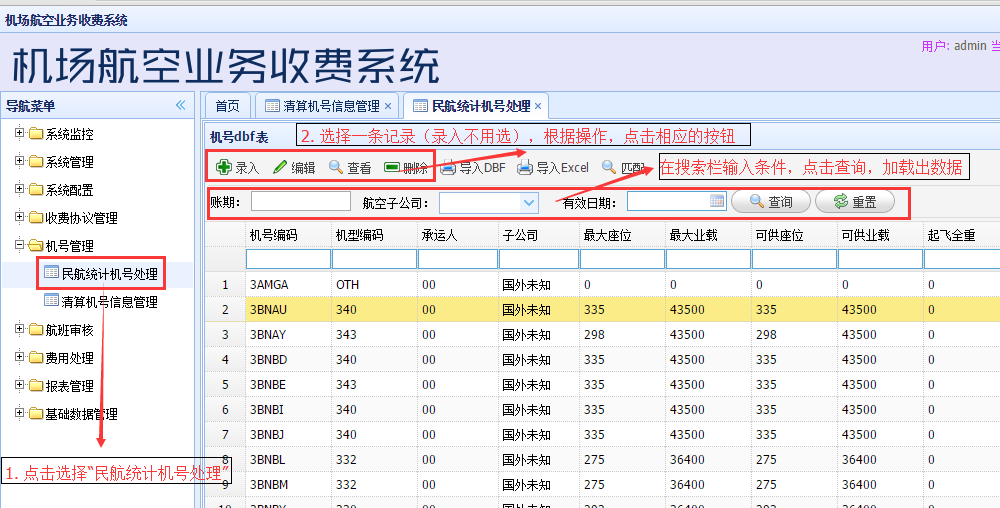 机场航空业务收费系统
机场航空业务收费系统
用户: admin 当
导航菜单
系统监控
系统管理
系统配置
收费协议管理
机号管理
民航统计机号处理
清算机号信息管理
航班审核
费用处理
报表管理
基础数据管理
1. 点击选择“民航统计机号处理”
首页 清算机号信息管理 × 民航统计机号处理 ×
机号dbf表
2. 选择一条记录（录入不用选），根据操作，点击相应的按钮
录入 编辑 查看 删除 导入DBF 导入Excel 匹配
在搜索栏输入条件，点击查询，加载出数据
账期: 航空子公司: 有效日期: 查询 重置
机号编码 机型编码 承运人 子公司 最大座位 最大业载 可供座位 可供业载 起飞全重
1 3AMGA OTH 00 国外未知 0 0 0 0 0
2 3BNAU 340 00 国外未知 335 43500 335 43500 0
3 3BNAY 343 00 国外未知 298 43500 298 43500 0
4 3BNBD 340 00 国外未知 335 43500 335 43500 0
5 3BNBE 343 00 国外未知 335 43500 335 43500 0
6 3BNBI 340 00 国外未知 335 43500 335 43500 0
7 3BNBJ 340 00 国外未知 335 43500 335 43500 0
8 3BNBL 332 00 国外未知 275 36400 275 36400 0
9 3BNBM 332 00 国外未知 275 36400 275 36400 0